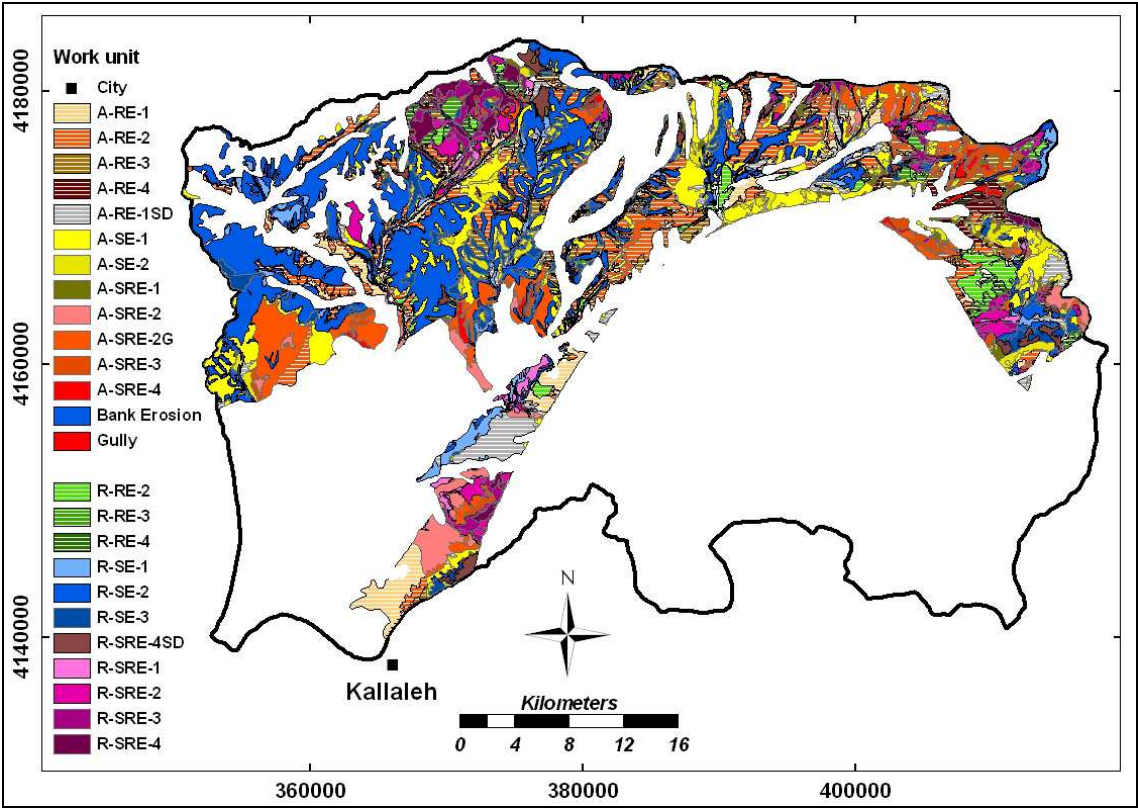 Work unit
City
A-RE-1
A-RE-2
A-RE-3
A-RE-4
A-RE-1SD
A-SE-1
A-SE-2
A-SRE-1
A-SRE-2
A-SRE-2G
A-SRE-3
A-SRE-4
Bank Erosion
Gully
R-RE-2
R-RE-3
R-RE-4
R-SE-1
R-SE-2
R-SE-3
R-SRE-4SD
R-SRE-1
R-SRE-2
R-SRE-3
R-SRE-4
4180000
4160000
4140000
N
Kallaleh
Kilometers
0 4 8 12 16
360000 380000 400000